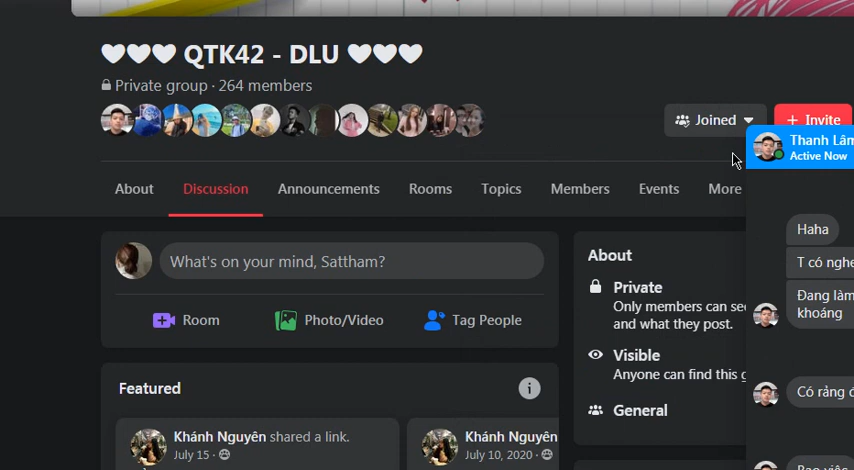 🤍🤍🤍 QTK42 - DLU 🤍🤍🤍
Private group · 264 members
Joined
+ Invite
Thanh Lâm
Active Now
About
Discussion
Announcements
Rooms
Topics
Members
Events
More
What's on your mind, Sattham?
Room
Photo/Video
Tag People
Featured
Khánh Nguyên shared a link.
July 15 ·
Khánh Nguyên
July 10, 2020 ·
About
Private
Only members can see
and what they post.
Visible
Anyone can find this g
General
Haha
T có nghe
Đang làm
khoáng
Có rảng